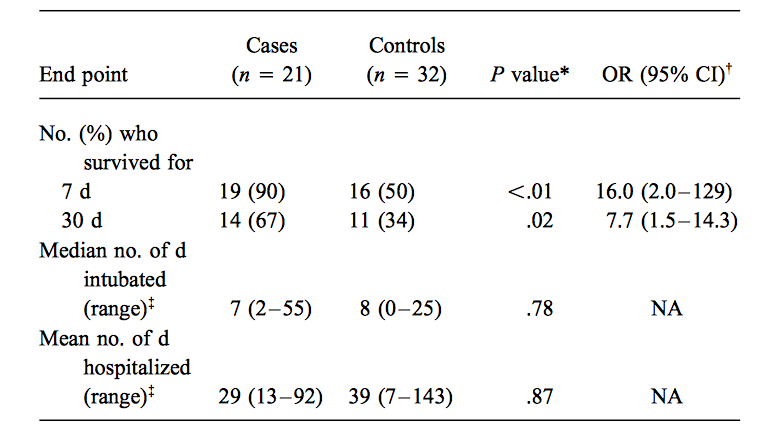 Cases Controls
End point (n = 21) (n = 32) P value* OR (95% CI)†
No. (%) who
survived for
7 d 19 (90) 16 (50) <.01 16.0 (2.0–129)
30 d 14 (67) 11 (34) .02 7.7 (1.5–14.3)
Median no. of d
intubated
(range)‡ 7 (2–55) 8 (0–25) .78 NA
Mean no. of d
hospitalized
(range)‡ 29 (13–92) 39 (7–143) .87 NA